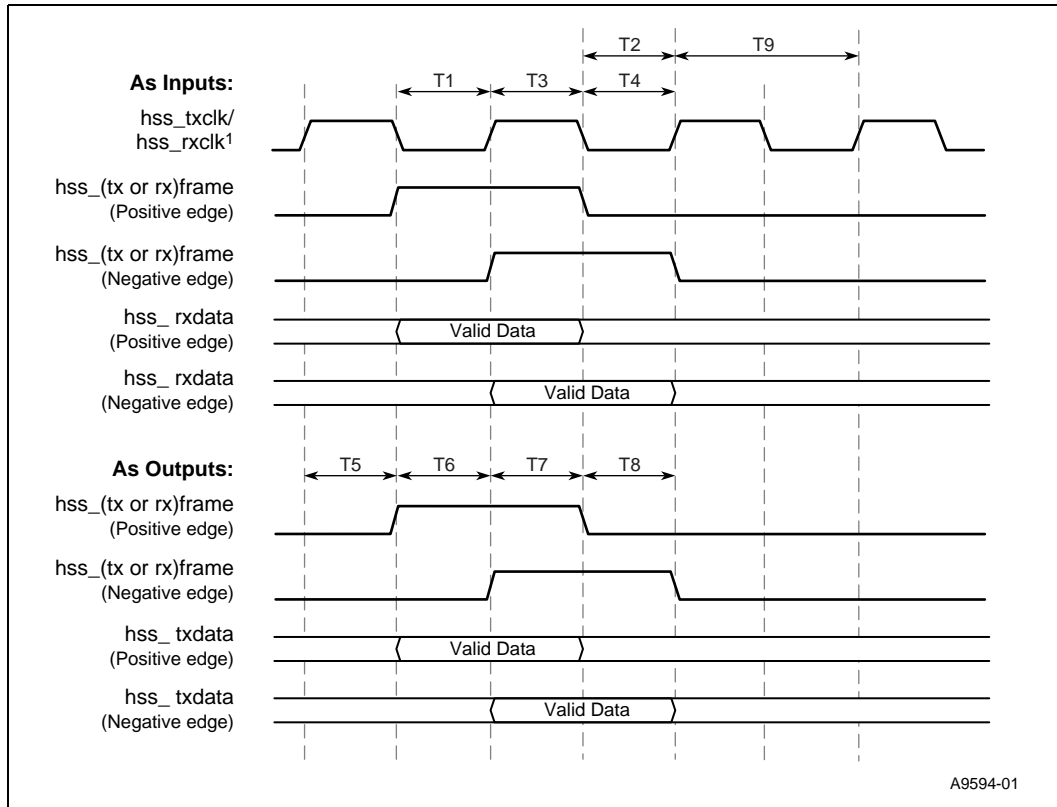 T2 T9
As Inputs: T1 T3 T4
hss_txclk/
hss_rxclk1
hss_(tx or rx)frame
(Positive edge)
hss_(tx or rx)frame
(Negative edge)
hss_ rxdata
(Positive edge)
Valid Data
hss_ rxdata
(Negative edge)
Valid Data
As Outputs: T5 T6 T7 T8
hss_(tx or rx)frame
(Positive edge)
hss_(tx or rx)frame
(Negative edge)
hss_ txdata
(Positive edge)
Valid Data
hss_ txdata
(Negative edge)
Valid Data
A9594-01